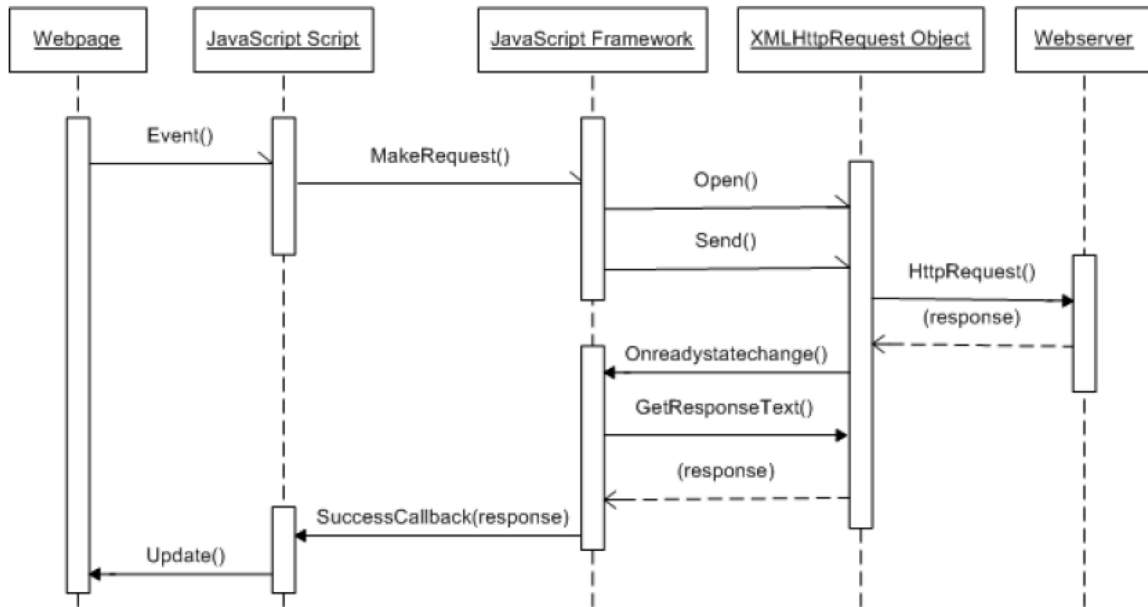 Webpage
JavaScript Script
JavaScript Framework
XMLHttpRequest Object
Webserver
Event()
MakeRequest()
Open()
Send()
HttpRequest()
(response)
Onreadystatechange()
GetResponseText()
(response)
SuccessCallback(response)
Update()